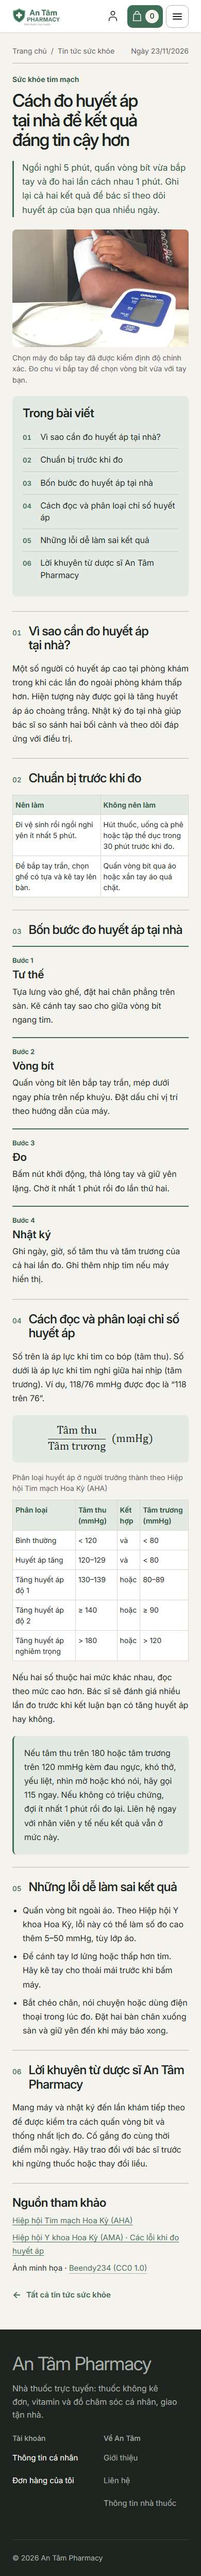 An Tâm
PHARMACY
0
Trang chủ / Tin tức sức khỏe
Ngày 23/11/2026
Sức khỏe tim mạch
Cách đo huyết áp
tại nhà để kết quả
đáng tin cậy hơn
Ngồi nghỉ 5 phút, quấn vòng bít vừa bắp
tay và đo hai lần cách nhau 1 phút. Ghi
lại cả hai kết quả để bác sĩ theo dõi
huyết áp của bạn qua nhiều ngày.
Chọn máy đo bắp tay đã được kiểm định độ chính
xác. Đo chu vi bắp tay để chọn vòng bít vừa với tay
bạn.
Trong bài viết
01 Vì sao cần đo huyết áp tại nhà?
02 Chuẩn bị trước khi đo
03 Bốn bước đo huyết áp tại nhà
04 Cách đọc và phân loại chỉ số huyết
áp
05 Những lỗi dễ làm sai kết quả
06 Lời khuyên từ dược sĩ An Tâm
Pharmacy
01 Vì sao cần đo huyết áp
tại nhà?
Một số người có huyết áp cao tại phòng khám
trong khi các lần đo ngoài phòng khám thấp
hơn. Hiện tượng này được gọi là tăng huyết
áp áo choàng trắng. Nhật ký đo tại nhà giúp
bác sĩ so sánh hai bối cảnh và theo dõi đáp
ứng với điều trị.
02 Chuẩn bị trước khi đo
Nên làm
Không nên làm
Đi vệ sinh rồi ngồi nghỉ
yên ít nhất 5 phút.
Hút thuốc, uống cà phê
hoặc tập thể dục trong
30 phút trước khi đo.
Để bắp tay trần, chọn
ghế có tựa và kê tay lên
bàn.
Quấn vòng bít qua áo
hoặc xắn tay áo quá
chặt.
03 Bốn bước đo huyết áp tại nhà
Bước 1
Tư thế
Tựa lưng vào ghế, đặt hai chân phẳng trên
sàn. Kê cánh tay sao cho giữa vòng bít
ngang tim.
Bước 2
Vòng bít
Quấn vòng bít lên bắp tay trần, mép dưới
ngay phía trên nếp khuỷu. Đặt dấu chỉ vị trí
theo hướng dẫn của máy.
Bước 3
Đo
Bấm nút khởi động, thả lỏng tay và giữ yên
lặng. Chờ ít nhất 1 phút rồi đo lần thứ hai.
Bước 4
Nhật ký
Ghi ngày, giờ, số tâm thu và tâm trương của
cả hai lần đo. Ghi thêm nhịp tim nếu máy
hiển thị.
04 Cách đọc và phân loại chỉ số
huyết áp
Số trên là áp lực khi tim co bóp (tâm thu). Số
dưới là áp lực khi tim nghỉ giữa hai nhịp (tâm
trương). Ví dụ, 118/76 mmHg được đọc là “118
trên 76”.
Tâm thu
Tâm trương
(mmHg)
Phân loại huyết áp ở người trưởng thành theo Hiệp
hội Tim mạch Hoa Kỳ (AHA)
Phân loại
Tâm thu
(mmHg)
Kết
hợp
Tâm trương
(mmHg)
Bình thường < 120 và < 80
Huyết áp tăng 120–129 và < 80
Tăng huyết áp
độ 1
130–139 hoặc 80–89
Tăng huyết áp
độ 2
≥ 140 hoặc ≥ 90
Tăng huyết áp
nghiêm trọng
> 180 hoặc > 120
Nếu hai số thuộc hai mức khác nhau, đọc
theo mức cao hơn. Bác sĩ sẽ đánh giá nhiều
lần đo trước khi kết luận bạn có tăng huyết áp
hay không.
Nếu tâm thu trên 180 hoặc tâm trương
trên 120 mmHg kèm đau ngực, khó thở,
yếu liệt, nhìn mờ hoặc khó nói, hãy gọi
115 ngay. Nếu không có triệu chứng,
đợi ít nhất 1 phút rồi đo lại. Liên hệ ngay
với nhân viên y tế nếu kết quả vẫn ở
mức này.
05 Những lỗi dễ làm sai kết quả
Quấn vòng bít ngoài áo. Theo Hiệp hội Y
khoa Hoa Kỳ, lỗi này có thể làm số đo cao
thêm 5–50 mmHg, tùy lớp áo.
Để cánh tay lơ lửng hoặc thấp hơn tim.
Hãy kê tay cho thoải mái trước khi bấm
máy.
Bắt chéo chân, nói chuyện hoặc dùng điện
thoại trong lúc đo. Đặt hai bàn chân xuống
sàn và giữ yên đến khi máy báo xong.
06 Lời khuyên từ dược sĩ An Tâm
Pharmacy
Mang máy và nhật ký đến lần khám tiếp theo
để được kiểm tra cách quấn vòng bít và
thống nhất lịch đo. Cố gắng đo cùng thời
điểm mỗi ngày. Hãy trao đổi với bác sĩ trước
khi ngừng thuốc hoặc thay đổi liều.
Nguồn tham khảo
Hiệp hội Tim mạch Hoa Kỳ (AHA)
Hiệp hội Y khoa Hoa Kỳ (AMA) · Các lỗi khi đo
huyết áp
Ảnh minh họa · Beendy234 (CC0 1.0)
← Tất cả tin tức sức khỏe
An Tâm Pharmacy
Nhà thuốc trực tuyến: thuốc không kê
đơn, vitamin và đồ chăm sóc cá nhân, giao
tận nhà.
Tài khoản
Về An Tâm
Thông tin cá nhân
Giới thiệu
Đơn hàng của tôi
Liên hệ
Thông tin nhà thuốc
© 2026 An Tâm Pharmacy